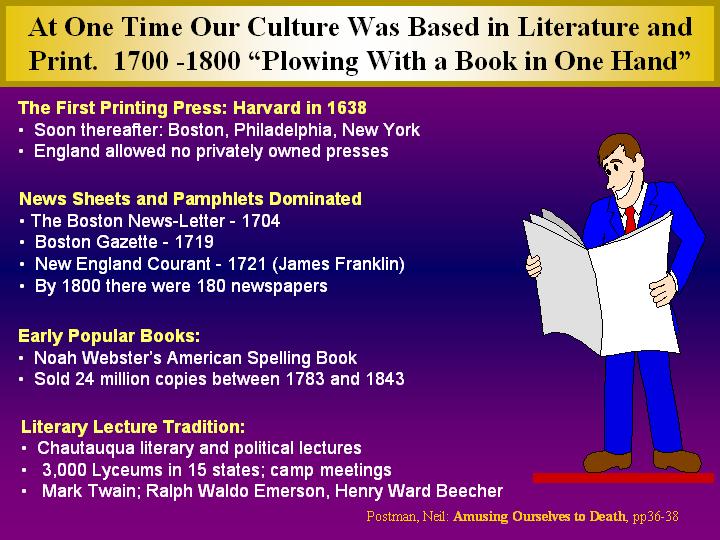 At One Time Our Culture Was Based in Literature and
Print.  1700 -1800 “Plowing With a Book in One Hand”
The First Printing Press: Harvard in 1638
• Soon thereafter: Boston, Philadelphia, New York
• England allowed no privately owned presses
News Sheets and Pamphlets Dominated
• The Boston News-Letter - 1704
• Boston Gazette - 1719
• New England Courant - 1721 (James Franklin)
• By 1800 there were 180 newspapers
Early Popular Books:
• Noah Webster's American Spelling Book
• Sold 24 million copies between 1783 and 1843
Literary Lecture Tradition:
• Chautauqua literary and political lectures
• 3,000 Lyceums in 15 states; camp meetings
• Mark Twain; Ralph Waldo Emerson, Henry Ward Beecher
Postman, Neil: Amusing Ourselves to Death, pp36-38